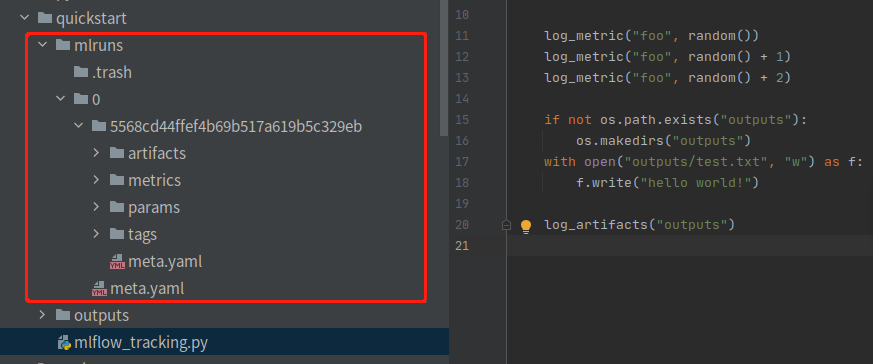 quickstart
mlruns
.trash
0
5568cd44ffef4b69b517a619b5c329eb
artifacts
metrics
params
tags
meta.yaml
meta.yaml
outputs
mlflow_tracking.py
10
11 log_metric("foo", random())
12 log_metric("foo", random() + 1)
13 log_metric("foo", random() + 2)
14
15 if not os.path.exists("outputs"):
16 os.makedirs("outputs")
17 with open("outputs/test.txt", "w") as f:
18 f.write("hello world!")
19
20 log_artifacts("outputs")
21